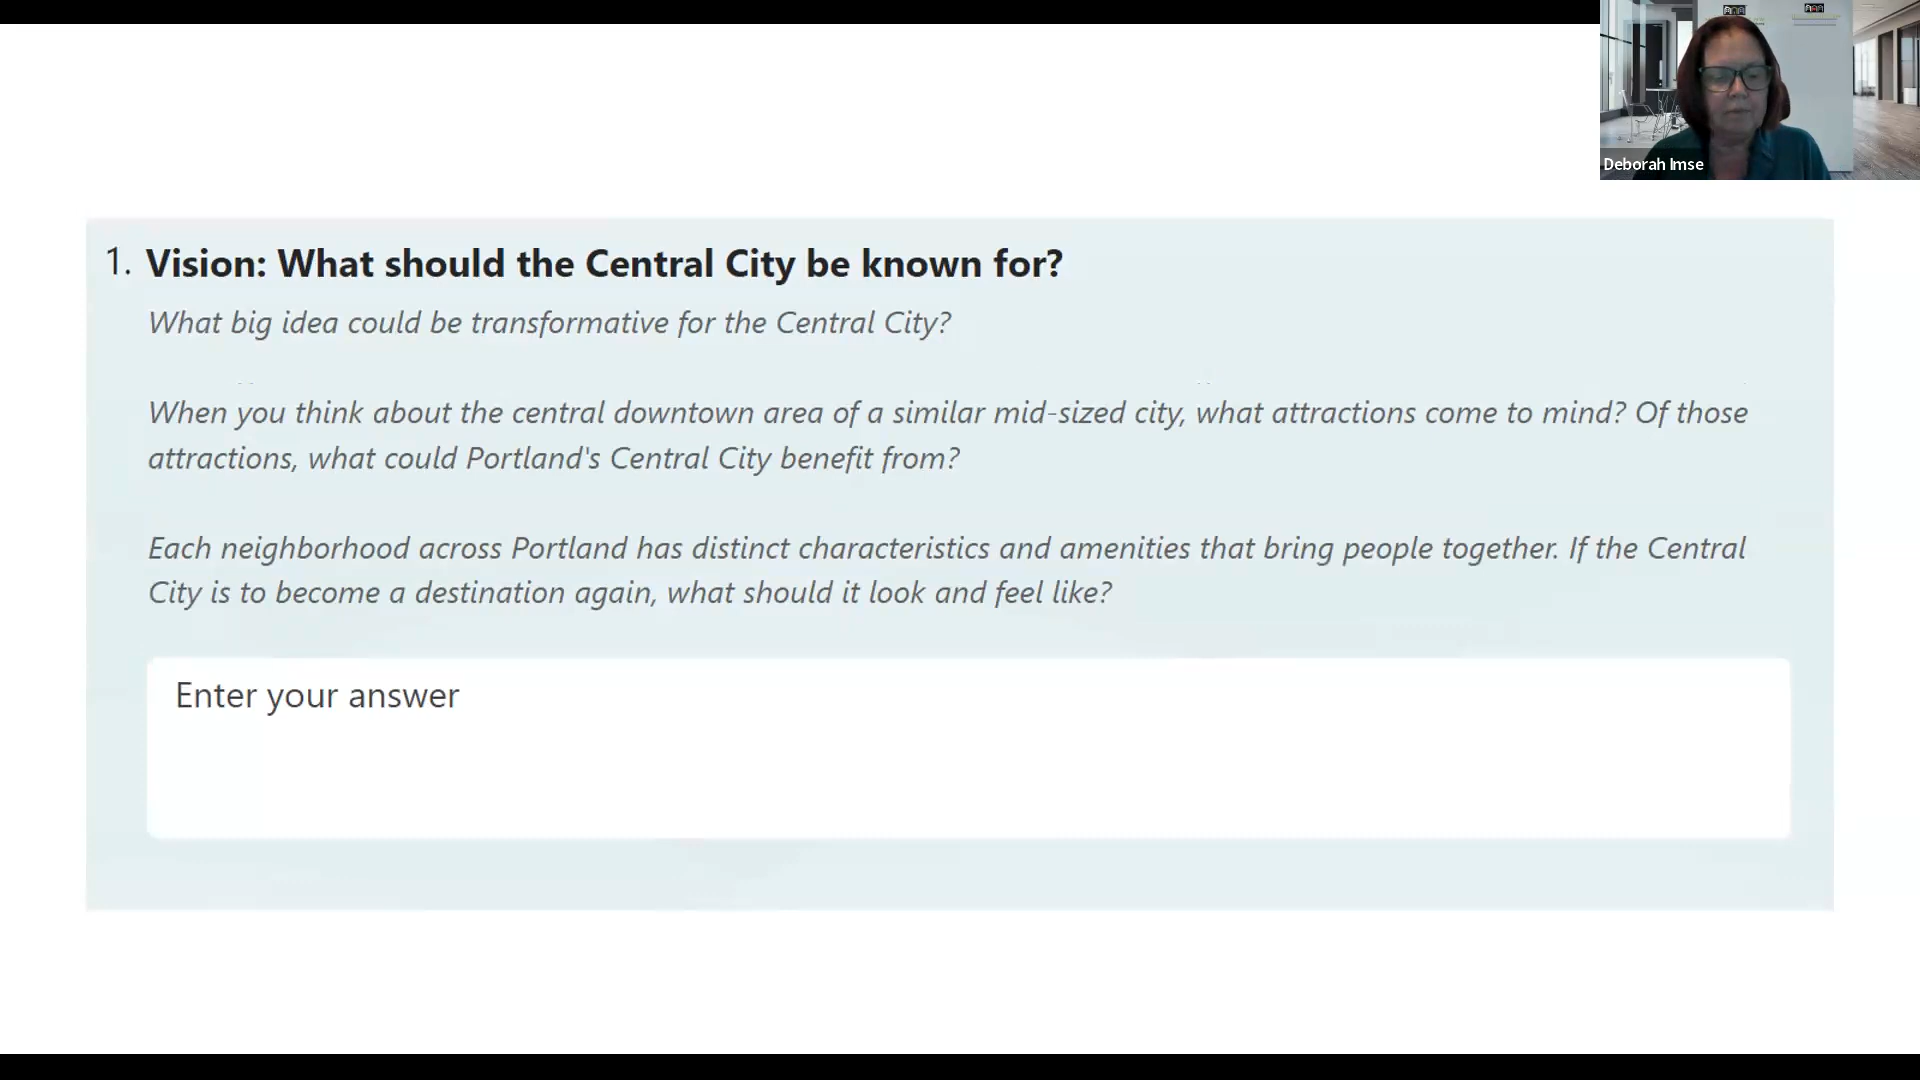 Deborah Imse
1. Vision: What should the Central City be known for?
What big idea could be transformative for the Central City?
When you think about the central downtown area of a similar mid-sized city, what attractions come to mind? Of those
attractions, what could Portland's Central City benefit from?
Each neighborhood across Portland has distinct characteristics and amenities that bring people together. If the Central
City is to become a destination again, what should it look and feel like?
Enter your answer